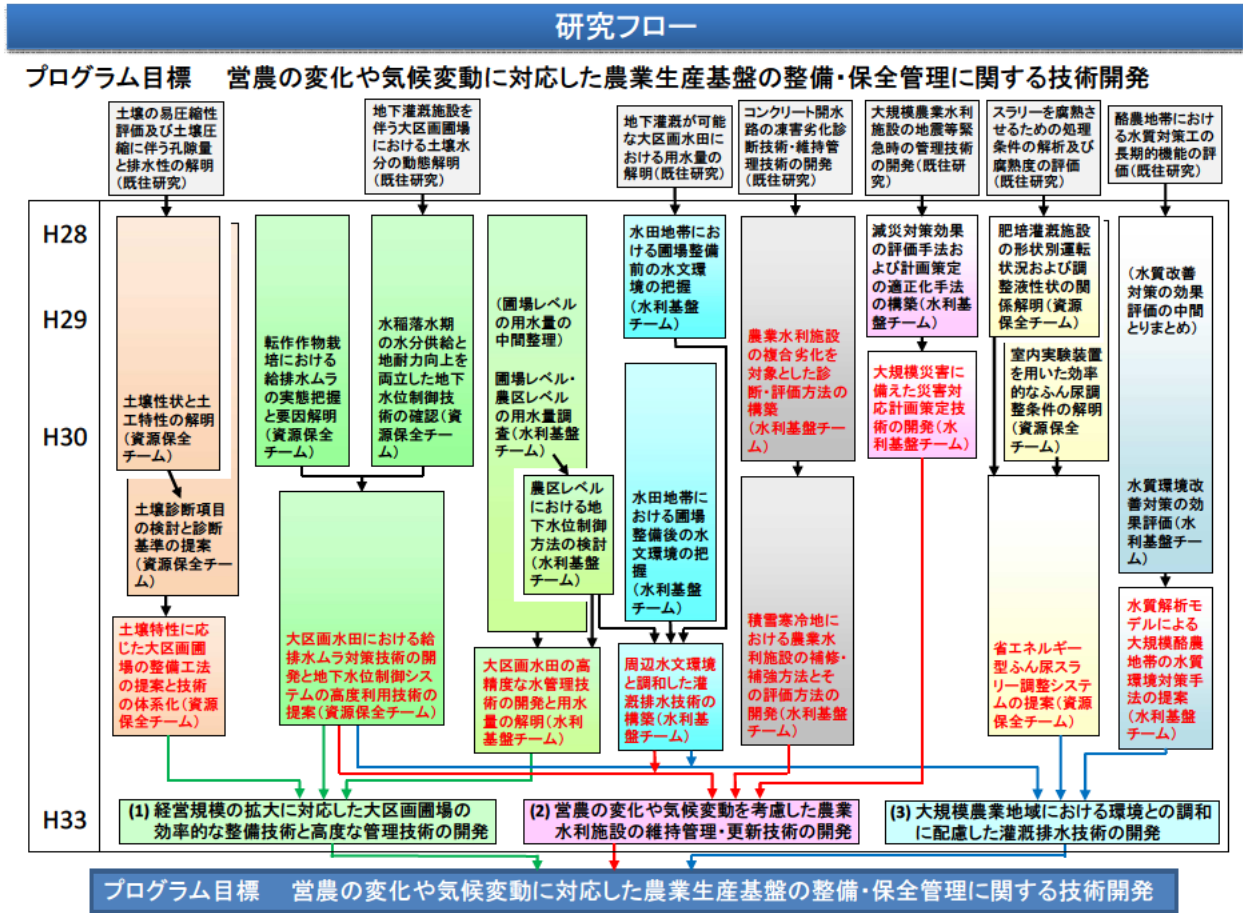 研究フロー
プログラム目標　営農の変化や気候変動に対応した農業生産基盤の整備・保全管理に関する技術開発
土壌の易圧縮性
評価及び土壌圧
縮に伴う孔隙量
と排水性の解明
(既往研究)
地下灌漑施設を
伴う大区画圃場
における土壌水
分の動態解明
(既往研究)
地下灌漑が可能
な大区画水田に
おける用水量の
解明(既往研究)
コンクリート開水
路の凍害劣化診
断技術・維持管
理技術の開発
(既往研究)
大規模農業水利
施設の地震等緊
急時の管理技術
の開発(既往研
究)
スラリーを腐熟さ
せるための処理
条件の解析及び
腐熟度の評価
(既往研究)
酪農地帯における
水質対策工の
長期的機能の評
価(既往研究)
H28
H29
H30
H33
土壌性状と土
工特性の解明
(資源保全
チーム)
土壌診断項目
の検討と診断
基準の提案
(資源保全チー
ム)
土壌特性に応
じた大区画圃
場の整備工法
の提案と技術
の体系化(資源
保全チーム)
転作作物栽
培における
給排水ムラ
の実態把握
と要因解明
(資源保全
チーム)
水稲落水期
の水分供給と
地耐力向上を
両立した地下
水位制御技
術の確認(資
源保全チーム)
大区画水田における給
排水ムラ対策技術の開
発と地下水位制御シス
テムの高度利用技術の
提案(資源保全チーム)
(圃場レベル
の用水量の
中間整理)
圃場レベル・
農区レベル
の用水量調
査(水利基盤
チーム)
農区レベル
における地
下水位制御
方法の検討
(水利基盤
チーム)
大区画水田の高
精度な水管理技
術の開発と用水
量の解明(水利
基盤チーム)
水田地帯にお
ける圃場整備
前の水文環
境の把握
(水利基盤
チーム)
水田地帯に
おける圃場
整備後の水
文環境の把
握
(水利基盤
チーム)
周辺水文環境
と調和した灌
漑排水技術の
構築(水利基
盤チーム)
農業水利施設
の複合劣化を
対象とした診
断・評価方法の
構築
(水利基盤チー
ム)
積雪寒冷地に
おける農業水
利施設の補修・
補強方法とそ
の評価方法の
開発(水利基
盤チーム)
減災対策効果
の評価手法お
よび計画策定
の適正化手法
の構築(水利基
盤チーム)
大規模災害に
備えた災害対
応計画策定技
術の開発(水
利基盤チーム)
肥培灌漑施設
の形状別運転
状況および調
整液性状の関
係解明(資源
保全チーム)
室内実験装置
を用いた効率
的なふん尿調
整条件の解明
(資源保全
チーム)
省エネルギー
型ふん尿スラ
リー調整システ
ムの提案(資源
保全チーム)
(水質改善
対策の効果
評価の中間
とりまとめ)
水質環境改
善対策の効
果評価(水
利基盤チー
ム)
水質解析モ
デルによる
大規模酪農
地帯の水質
環境対策手
法の提案
(水利基盤
チーム)
(1) 経営規模の拡大に対応した大区画圃場の
効率的な整備技術と高度な管理技術の開発
(2) 営農の変化や気候変動を考慮した農業
水利施設の維持管理・更新技術の開発
(3) 大規模農業地域における環境との調和
に配慮した灌漑排水技術の開発
プログラム目標　営農の変化や気候変動に対応した農業生産基盤の整備・保全管理に関する技術開発